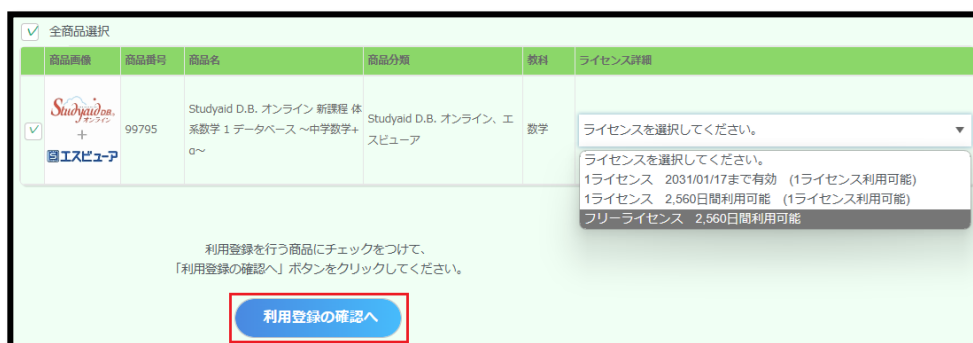 全商品選択
商品画像 商品番号 商品名 商品分類 教科 ライセンス詳細
Studyaid D.B.
オンライン
+
エスビューア
99795
Studyaid D.B. オンライン 新課程 体
系数学 1 データベース ～中学数学+
α～
Studyaid D.B. オンライン、エ
スビューア
数学
ライセンスを選択してください。
ライセンスを選択してください。
1ライセンス 2031/01/17まで有効 (1ライセンス利用可能)
1ライセンス 2,560日間利用可能 (1ライセンス利用可能)
フリーライセンス 2,560日間利用可能
利用登録を行う商品にチェックをつけて、
「利用登録の確認へ」ボタンをクリックしてください。
利用登録の確認へ